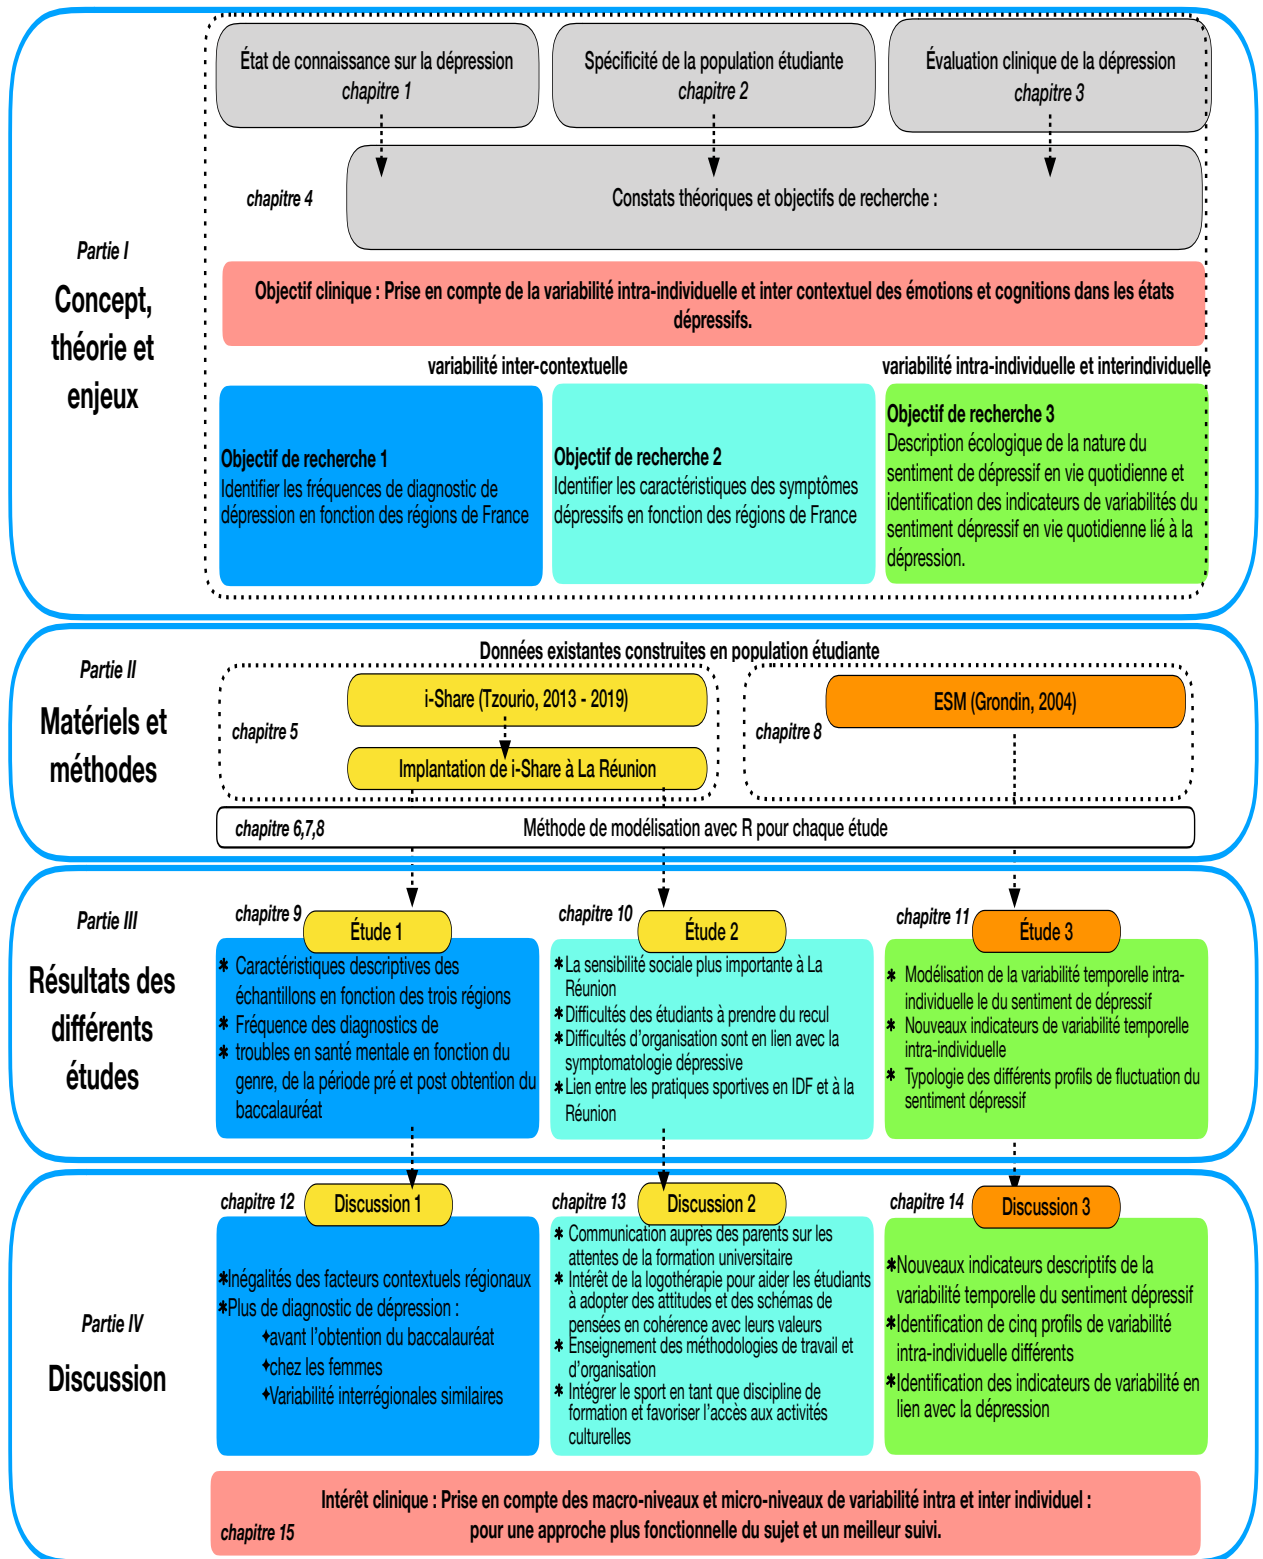 État de connaissance sur la dépression
chapitre 1
Spécificité de la population étudiante
chapitre 2
Évaluation clinique de la dépression
chapitre 3
chapitre 4
Constats théoriques et objectifs de recherche :
Partie I
Concept,
théorie et
enjeux
Objectif clinique : Prise en compte de la variabilité intra-individuelle et inter contextuel des émotions et cognitions dans les états
dépressifs.
variabilité inter-contextuelle
variabilité intra-individuelle et interindividuelle
Objectif de recherche 1
Identifier les fréquences de diagnostic de
dépression en fonction des régions de France
Objectif de recherche 2
Identifier les caractéristiques des symptômes
dépressifs en fonction des régions de France
Objectif de recherche 3
Description écologique de la nature du
sentiment de dépressif en vie quotidienne et
identification des indicateurs de variabilités du
sentiment dépressif en vie quotidienne lié à la
dépression.
Partie II
Matériels et
méthodes
Données existantes construites en population étudiante
chapitre 5
i-Share (Tzourio, 2013 - 2019)
Implantation de i-Share à La Réunion
chapitre 8
ESM (Grondin, 2004)
chapitre 6,7,8
Méthode de modélisation avec R pour chaque étude
Partie III
Résultats des
différents
études
chapitre 9
Étude 1
* Caractéristiques descriptives des
échantillons en fonction des trois régions
* Fréquence des diagnostics de
* troubles en santé mentale en fonction du
genre, de la période pré et post obtention du
baccalauréat
chapitre 10
Étude 2
*La sensibilité sociale plus importante à La
Réunion
*Difficultés des étudiants à prendre du recul
*Difficultés d'organisation sont en lien avec la
symptomatologie dépressive
*Lien entre les pratiques sportives en IDF et à la
Réunion
chapitre 11
Étude 3
* Modélisation de la variabilité temporelle intra-
individuelle le du sentiment de dépressif
* Nouveaux indicateurs de variabilité temporelle
intra-individuelle
* Typologie des différents profils de fluctuation du
sentiment dépressif
Partie IV
Discussion
chapitre 12
Discussion 1
*Inégalités des facteurs contextuels régionaux
*Plus de diagnostic de dépression :
✦avant l'obtention du baccalauréat
✦chez les femmes
✦Variabilité interrégionales similaires
chapitre 13
Discussion 2
* Communication auprès des parents sur les
attentes de la formation universitaire
* Intérêt de la logothérapie pour aider les étudiants
à adopter des attitudes et des schémas de
pensées en cohérence avec leurs valeurs
* Enseignement des méthodologies de travail et
d'organisation
* Intégrer le sport en tant que discipline de
formation et favoriser l'accès aux activités
culturelles
chapitre 14
Discussion 3
*Nouveaux indicateurs descriptifs de la
variabilité temporelle du sentiment dépressif
*Identification de cinq profils de variabilité
intra-individuelle différents
*Identification des indicateurs de variabilité en
lien avec la dépression
Intérêt clinique : Prise en compte des macro-niveaux et micro-niveaux de variabilité intra et inter individuel :
pour une approche plus fonctionnelle du sujet et un meilleur suivi.
chapitre 15